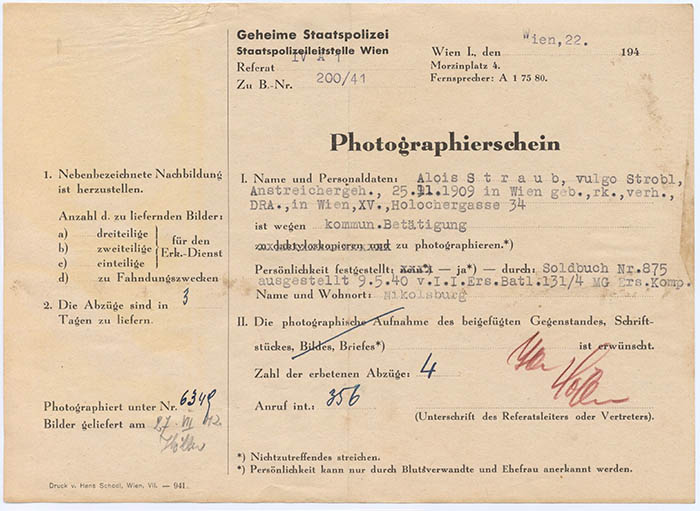 Geheime Staatspolizei
Staatspolizeileitstelle Wien
Referat IV A 1
Zu B.-Nr. 200/41
Wien, 22.
Wien I., den 194
Morzinplatz 4.
Fernsprecher: A 1 75 80.
Photographierschein
1. Nebenbezeichnete Nachbildung
ist herzustellen.
Anzahl d. zu liefernden Bilder:
a) dreiteilige
b) zweiteilige
c) einteilige
für den
Erk.-Dienst
d) zu Fahndungszwecken
2. Die Abzüge sind in 3
Tagen zu liefern.
Photographiert unter Nr. 6349
Bilder geliefert am 27. VII 42.
Druck v. Hans Schodl, Wien, VII. — 941.
I. Name und Personaldaten: Alois Straub, vulgo Strobl,
Anstreichergeh., 25.11.1909 in Wien geb.,rk.,verh.,
DRA.,in Wien,XV.,Holochergasse 34
ist wegen kommun.Betätigung
zu daktyloskopieren und zu photographieren.*)
Persönlichkeit festgestellt: nein*) — ja*) — durch: Soldbuch Nr.875
ausgestellt 9.5.40 v.I.I.Ers.Batl.131/4 MG Ers.Komp.
Name und Wohnort: Nikolsburg
II. Die photographische Aufnahme des beigefügten Gegenstandes, Schrift-
stückes, Bildes, Briefes*) ist erwünscht.
Zahl der erbetenen Abzüge: 4
Anruf int.: 356
(Unterschrift des Referatsleiters oder Vertreters).
*) Nichtzutreffendes streichen.
*) Persönlichkeit kann nur durch Blutsverwandte und Ehefrau anerkannt werden.